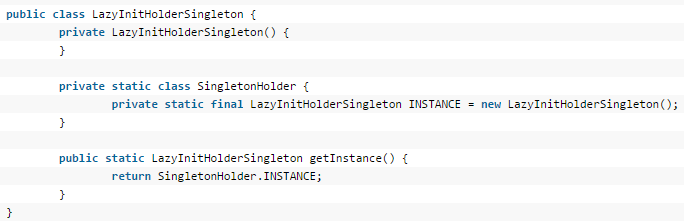 public class LazyInitHolderSingleton {
        private LazyInitHolderSingleton() {
        }

        private static class SingletonHolder {
                private static final LazyInitHolderSingleton INSTANCE = new LazyInitHolderSingleton();
        }

        public static LazyInitHolderSingleton getInstance() {
                return SingletonHolder.INSTANCE;
        }
}